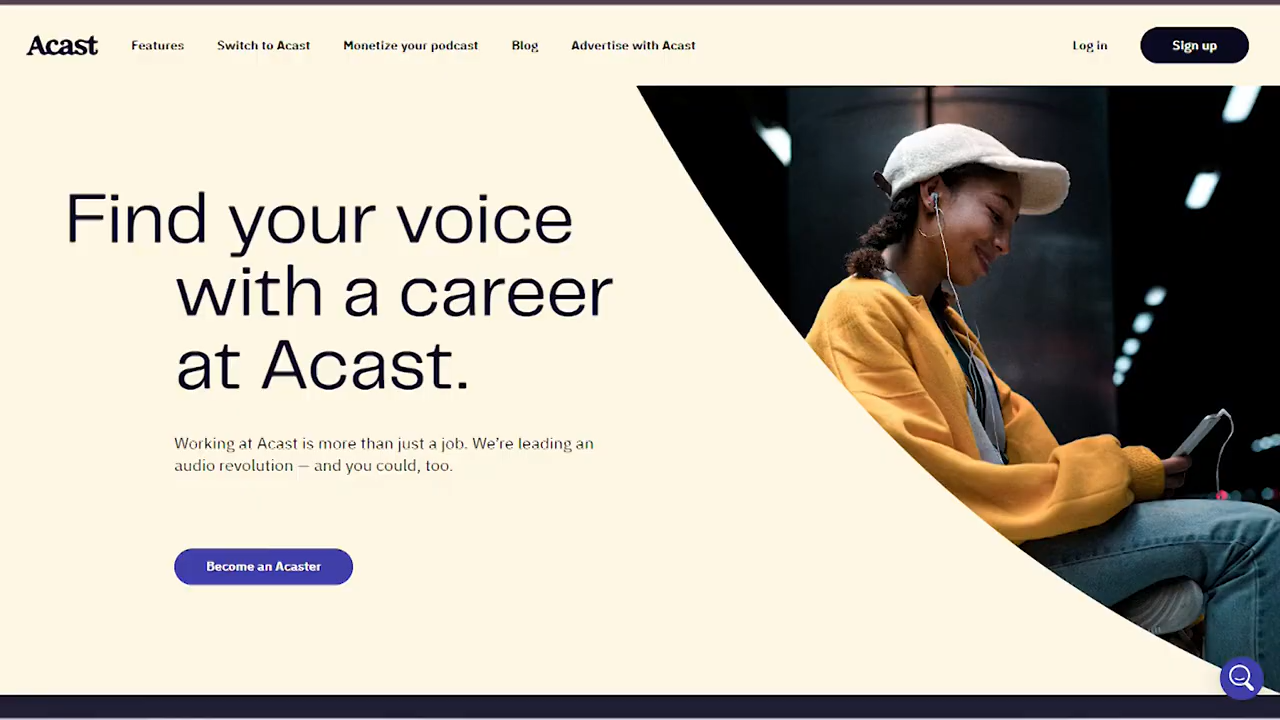 Acast
Features
Switch to Acast
Monetize your podcast
Blog
Advertise with Acast
Log in
Sign up
Find your voice
with a career
at Acast.
Working at Acast is more than just a job. We’re leading an
audio revolution — and you could, too.
Become an Acaster